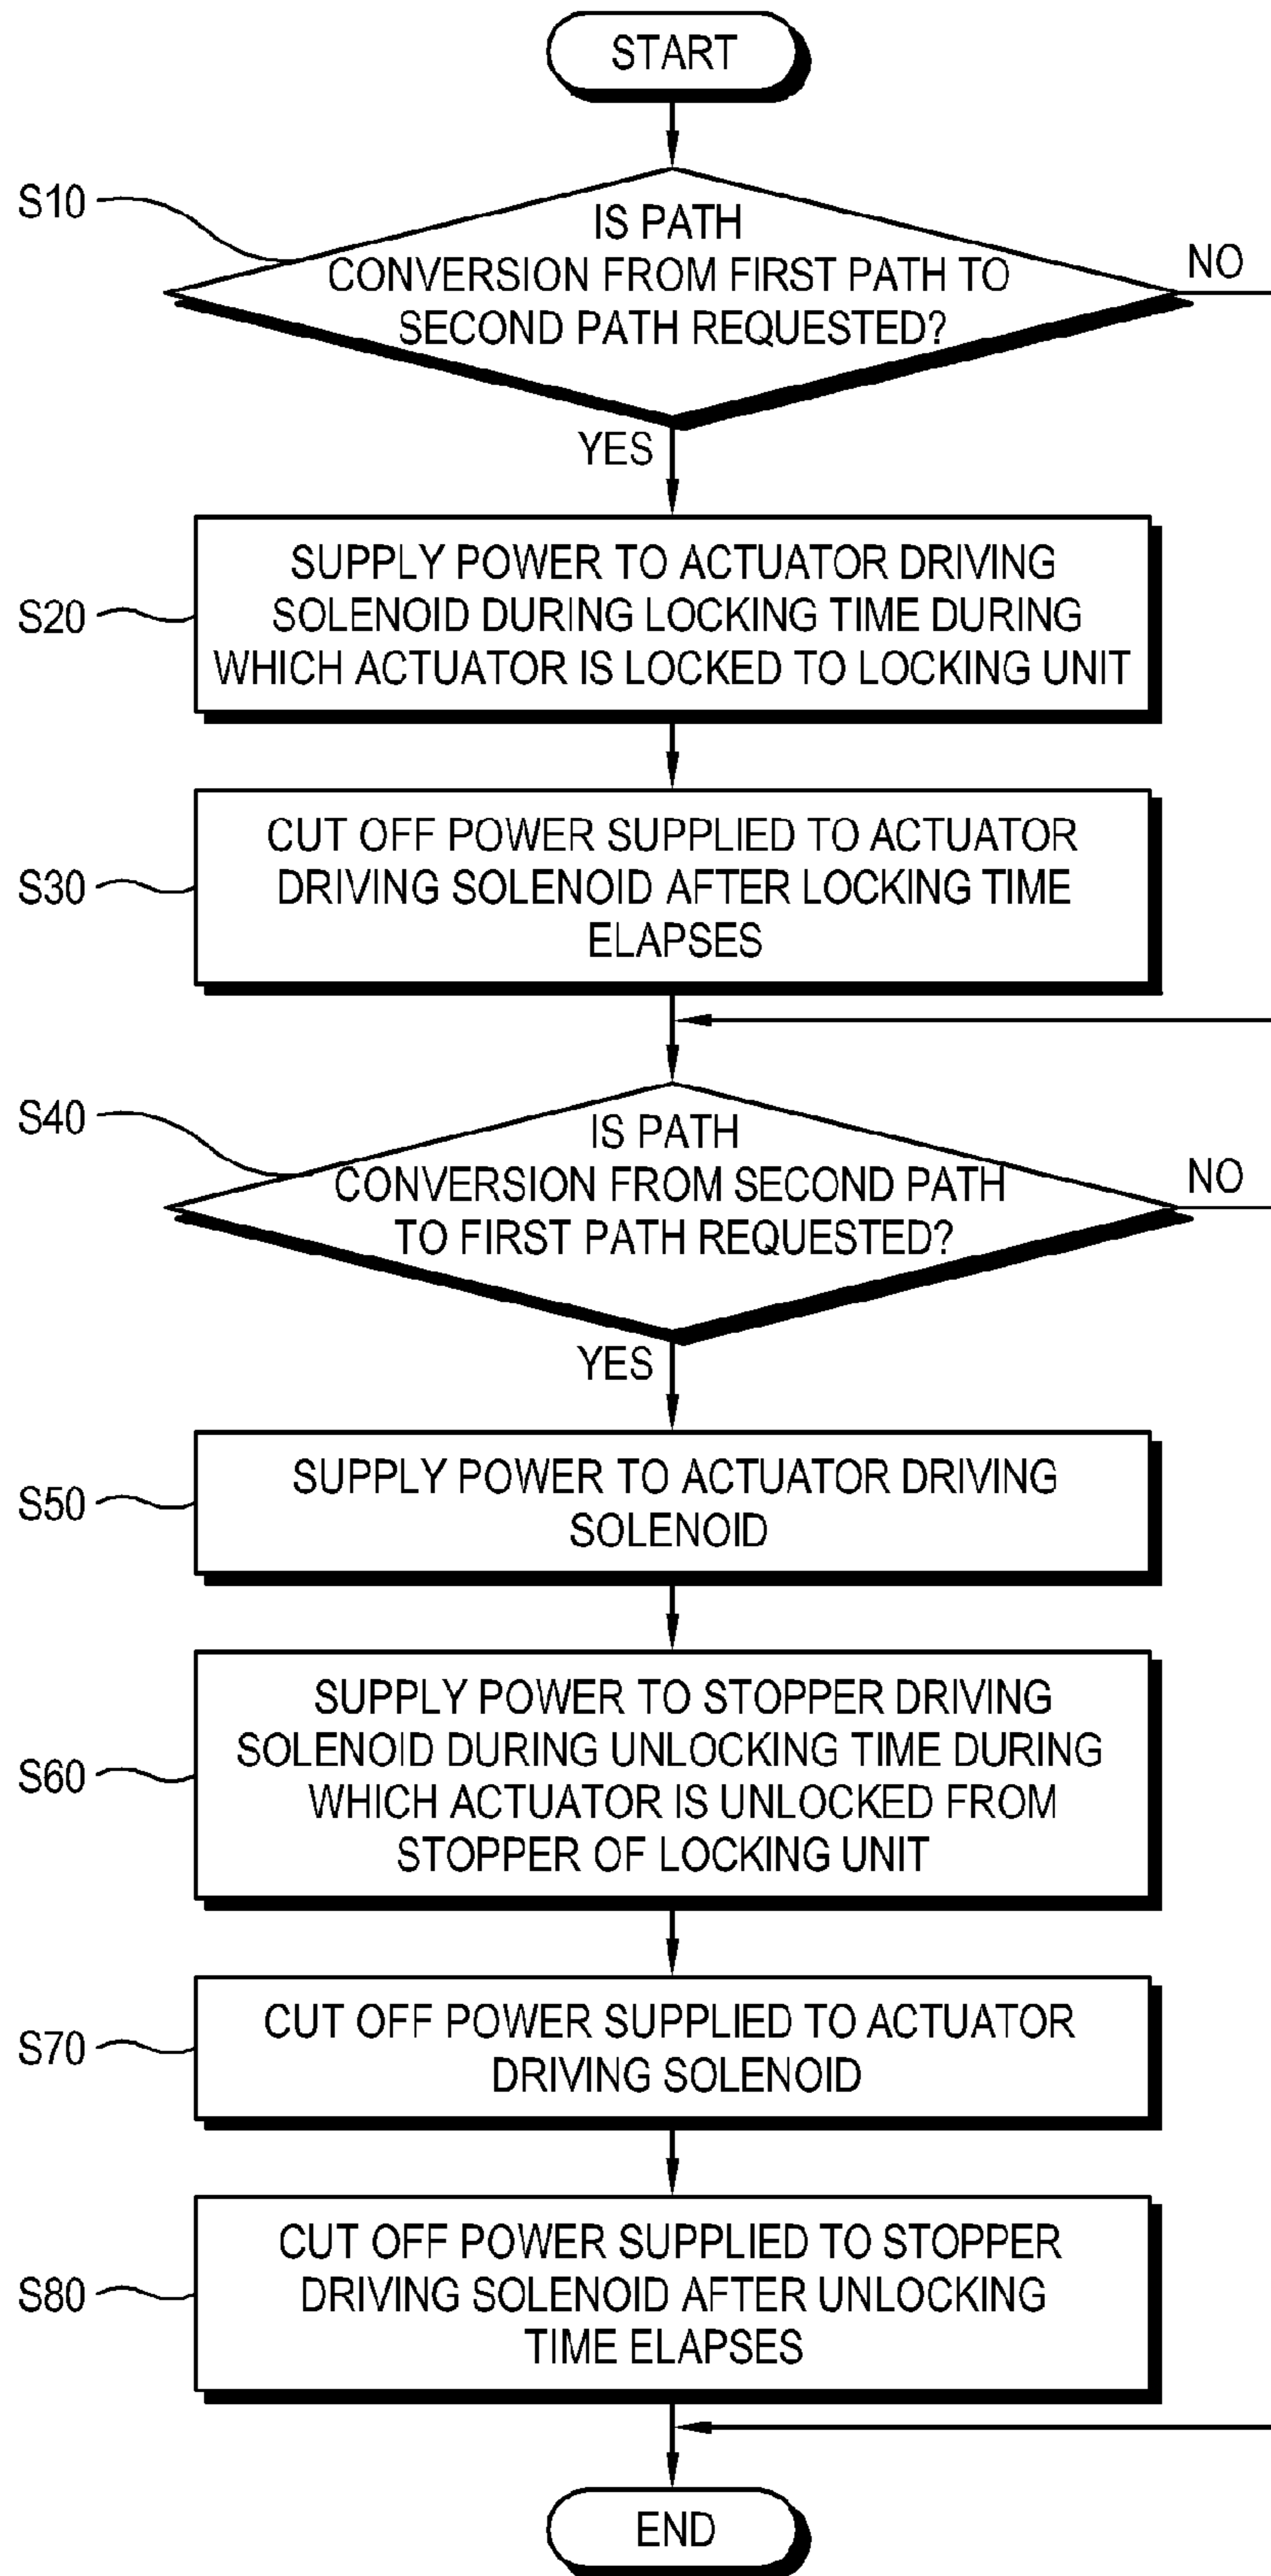 START
S10
IS PATH
CONVERSION FROM FIRST PATH TO
SECOND PATH REQUESTED?
NO
YES
S20
SUPPLY POWER TO ACTUATOR DRIVING
SOLENOID DURING LOCKING TIME DURING
WHICH ACTUATOR IS LOCKED TO LOCKING UNIT
S30
CUT OFF POWER SUPPLIED TO ACTUATOR
DRIVING SOLENOID AFTER LOCKING TIME
ELAPSES
S40
IS PATH
CONVERSION FROM SECOND PATH
TO FIRST PATH REQUESTED?
NO
YES
S50
SUPPLY POWER TO ACTUATOR DRIVING
SOLENOID
S60
SUPPLY POWER TO STOPPER DRIVING
SOLENOID DURING UNLOCKING TIME DURING
WHICH ACTUATOR IS UNLOCKED FROM
STOPPER OF LOCKING UNIT
S70
CUT OFF POWER SUPPLIED TO ACTUATOR
DRIVING SOLENOID
S80
CUT OFF POWER SUPPLIED TO STOPPER
DRIVING SOLENOID AFTER UNLOCKING
TIME ELAPSES
END